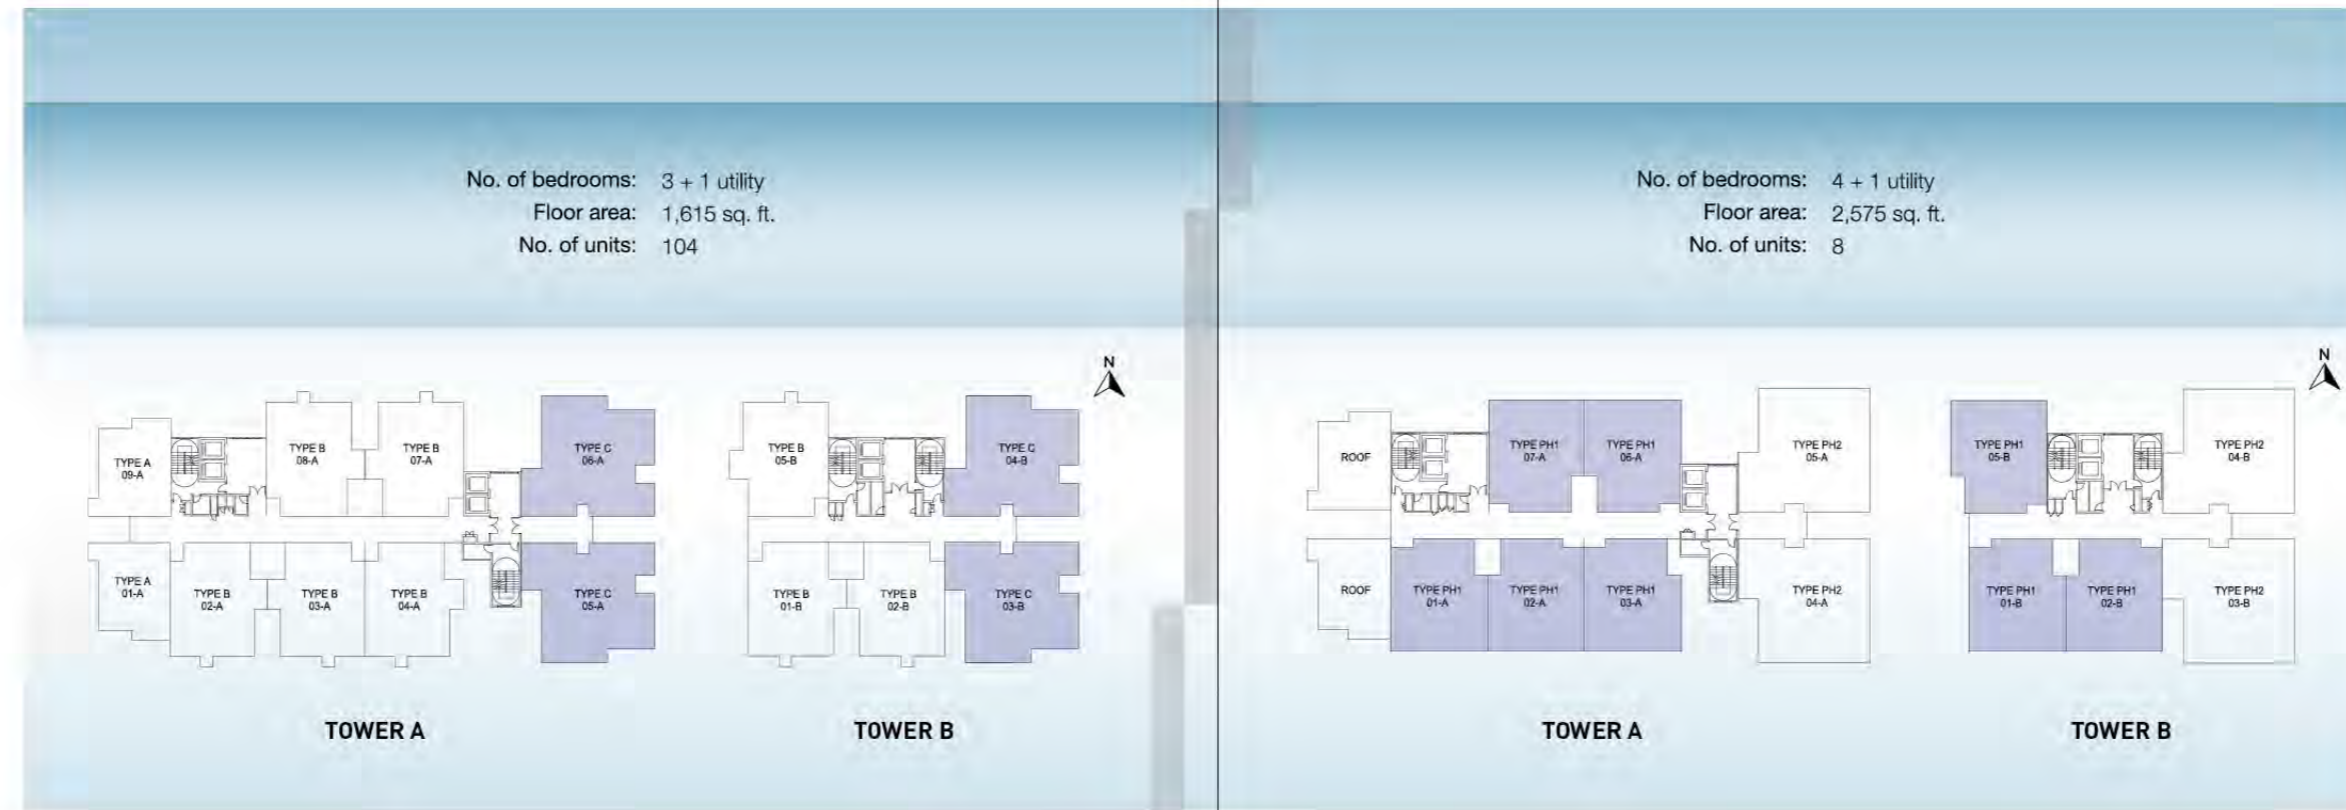 No. of bedrooms: 3 + 1 utility
Floor area: 1,615 sq. ft.
No. of units: 104
N
TYPE A
09-A
TYPE B
08-A
TYPE B
07-A
TYPE C
06-A
TYPE A
01-A
TYPE B
02-A
TYPE B
03-A
TYPE B
04-A
TYPE C
05-A
TOWER A
TYPE B
05-B
TYPE C
04-B
TYPE B
01-B
TYPE B
02-B
TYPE C
03-B
TOWER B
No. of bedrooms: 4 + 1 utility
Floor area: 2,575 sq. ft.
No. of units: 8
N
ROOF
TYPE PH1
07-A
TYPE PH1
06-A
TYPE PH2
05-A
ROOF
TYPE PH1
01-A
TYPE PH1
02-A
TYPE PH1
03-A
TYPE PH2
04-A
TOWER A
TYPE PH1
05-B
TYPE PH2
04-B
TYPE PH1
01-B
TYPE PH1
02-B
TYPE PH2
03-B
TOWER B